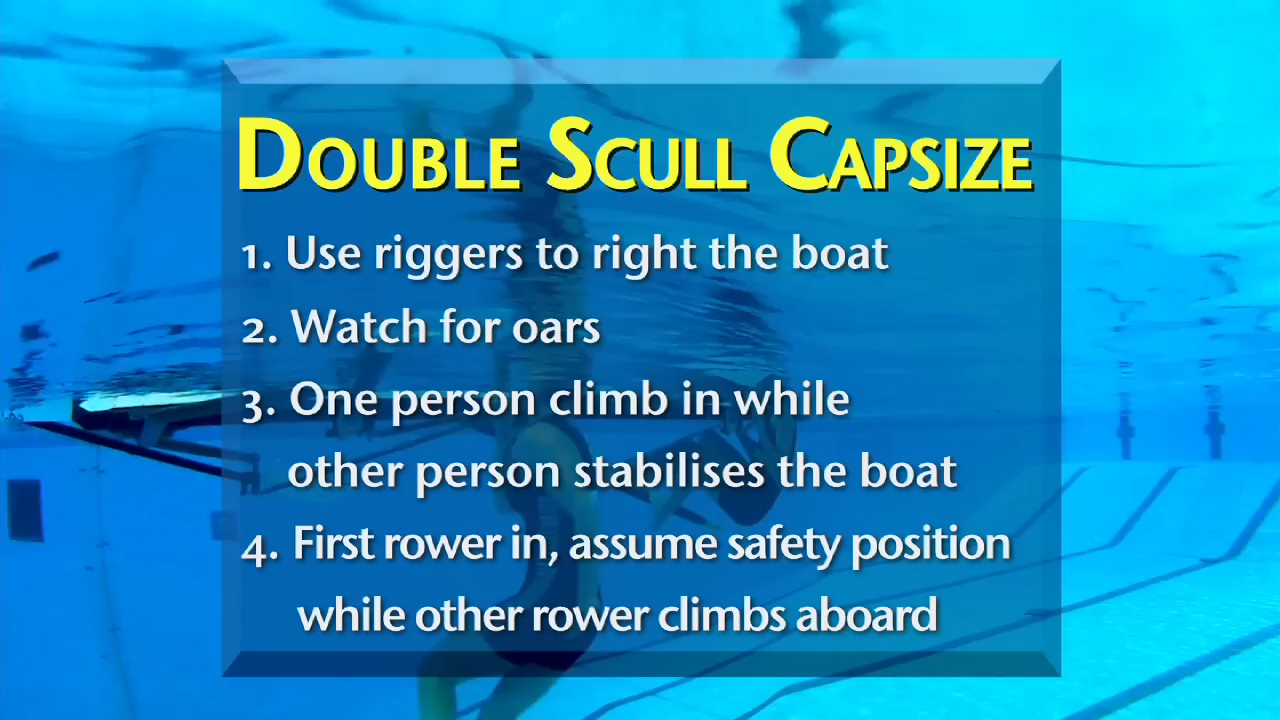 Double Scull Capsize
1. Use riggers to right the boat
2. Watch for oars
3. One person climb in while
other person stabilises the boat
4. First rower in, assume safety position
while other rower climbs aboard